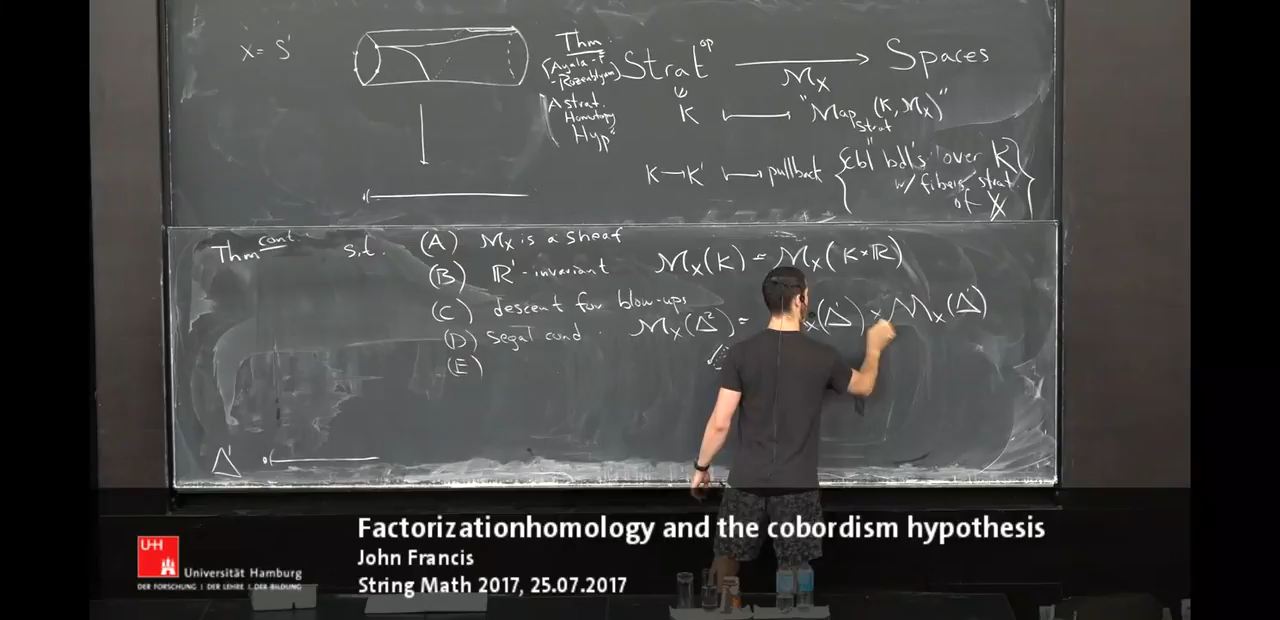 X = S¹
Thm
(Ayala-F-Rozenblyum)
"A strat.
Homotopy
Hyp"
Strat^op → Spaces
M_X
K ↦ "Map_Strat (K, M_X)"
K→K' ↦ pullback
{cbl bdl's over K
w/ fibers strat.
of X}
Thm cont.
s.t.
(A) M_X is a sheaf
(B) ℝ¹-invariant M_X(K) = M_X(K×ℝ)
(C) descent for blow-ups
(D) Segal cond. M_X(Δ²) = _X(Δ¹) × M_X(Δ¹)
(E)
Δ¹
Factorizationhomology and the cobordism hypothesis
John Francis
String Math 2017, 25.07.2017
UH
Universität Hamburg
DER FORSCHUNG | DER LEHRE | DER BILDUNG